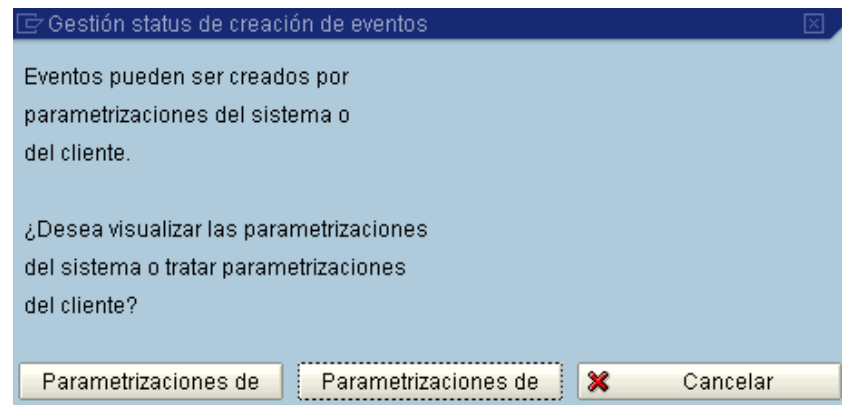 Gestión status de creación de eventos
Eventos pueden ser creados por
parametrizaciones del sistema o
del cliente.
¿Desea visualizar las parametrizaciones
del sistema o tratar parametrizaciones
del cliente?
Parametrizaciones de Parametrizaciones de Cancelar